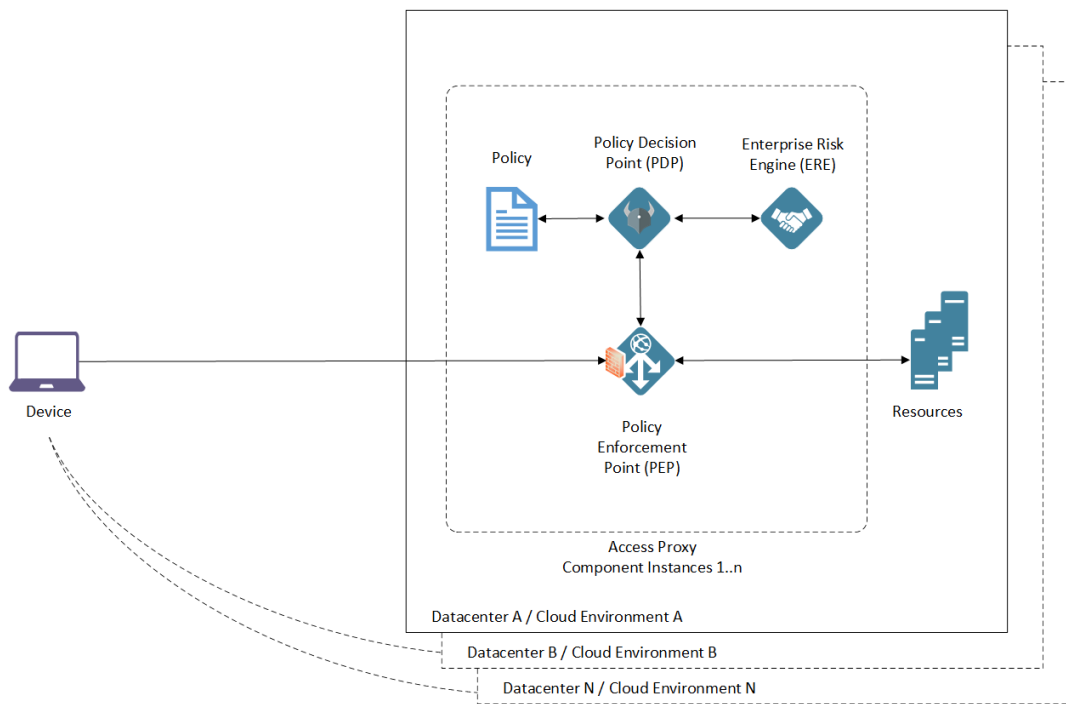 Policy
Policy Decision
Point (PDP)
Enterprise Risk
Engine (ERE)
Device
Resources
Policy
Enforcement
Point (PEP)
Access Proxy
Component Instances 1..n
Datacenter A / Cloud Environment A
Datacenter B / Cloud Environment B
Datacenter N / Cloud Environment N